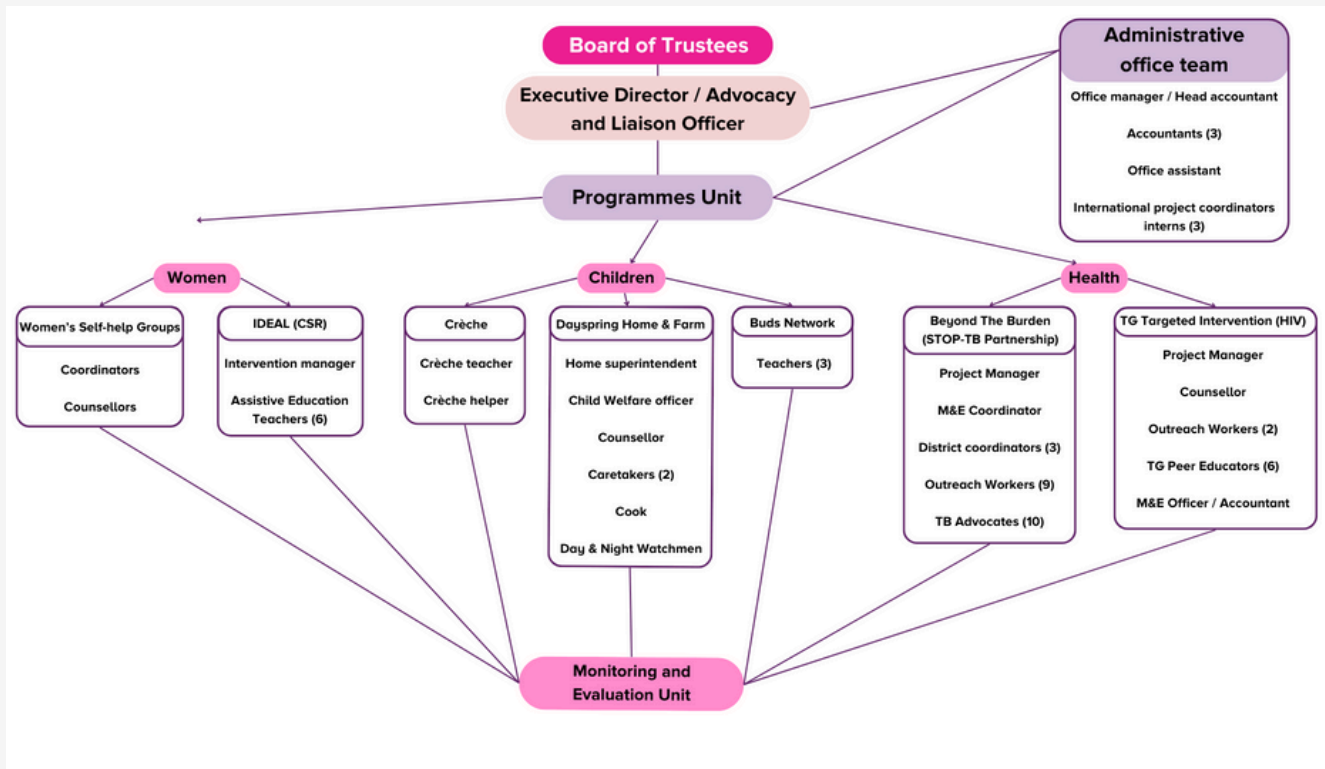 Board of Trustees
Executive Director / Advocacy
and Liaison Officer
Administrative
office team
Office manager / Head accountant
Accountants (3)
Office assistant
International project coordinators
interns (3)
Programmes Unit
Women
Women's Self-help Groups
Coordinators
Counsellors
IDEAL (CSR)
Intervention manager
Assistive Education
Teachers (6)
Children
Crèche
Crèche teacher
Crèche helper
Dayspring Home & Farm
Home superintendent
Child Welfare officer
Counsellor
Caretakers (2)
Cook
Day & Night Watchmen
Buds Network
Teachers (3)
Health
Beyond The Burden
(STOP-TB Partnership)
Project Manager
M&E Coordinator
District coordinators (3)
Outreach Workers (9)
TB Advocates (10)
TG Targeted Intervention (HIV)
Project Manager
Counsellor
Outreach Workers (2)
TG Peer Educators (6)
M&E Officer / Accountant
Monitoring and
Evaluation Unit